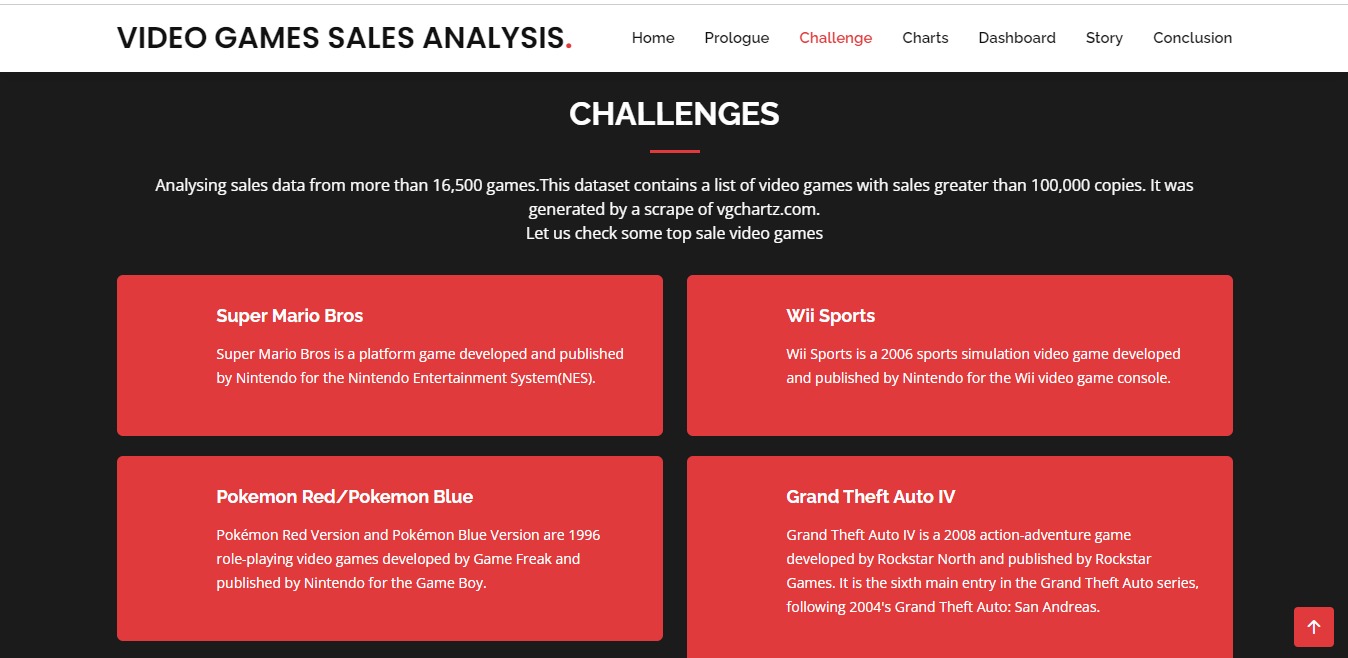 VIDEO GAMES SALES ANALYSIS.
Home Prologue Challenge Charts Dashboard Story Conclusion
CHALLENGES
Analysing sales data from more than 16,500 games.This dataset contains a list of video games with sales greater than 100,000 copies. It was
generated by a scrape of vgchartz.com.
Let us check some top sale video games
Super Mario Bros
Super Mario Bros is a platform game developed and published
by Nintendo for the Nintendo Entertainment System(NES).
Wii Sports
Wii Sports is a 2006 sports simulation video game developed
and published by Nintendo for the Wii video game console.
Pokemon Red/Pokemon Blue
Pokémon Red Version and Pokémon Blue Version are 1996
role-playing video games developed by Game Freak and
published by Nintendo for the Game Boy.
Grand Theft Auto IV
Grand Theft Auto IV is a 2008 action-adventure game
developed by Rockstar North and published by Rockstar
Games. It is the sixth main entry in the Grand Theft Auto series,
following 2004's Grand Theft Auto: San Andreas.